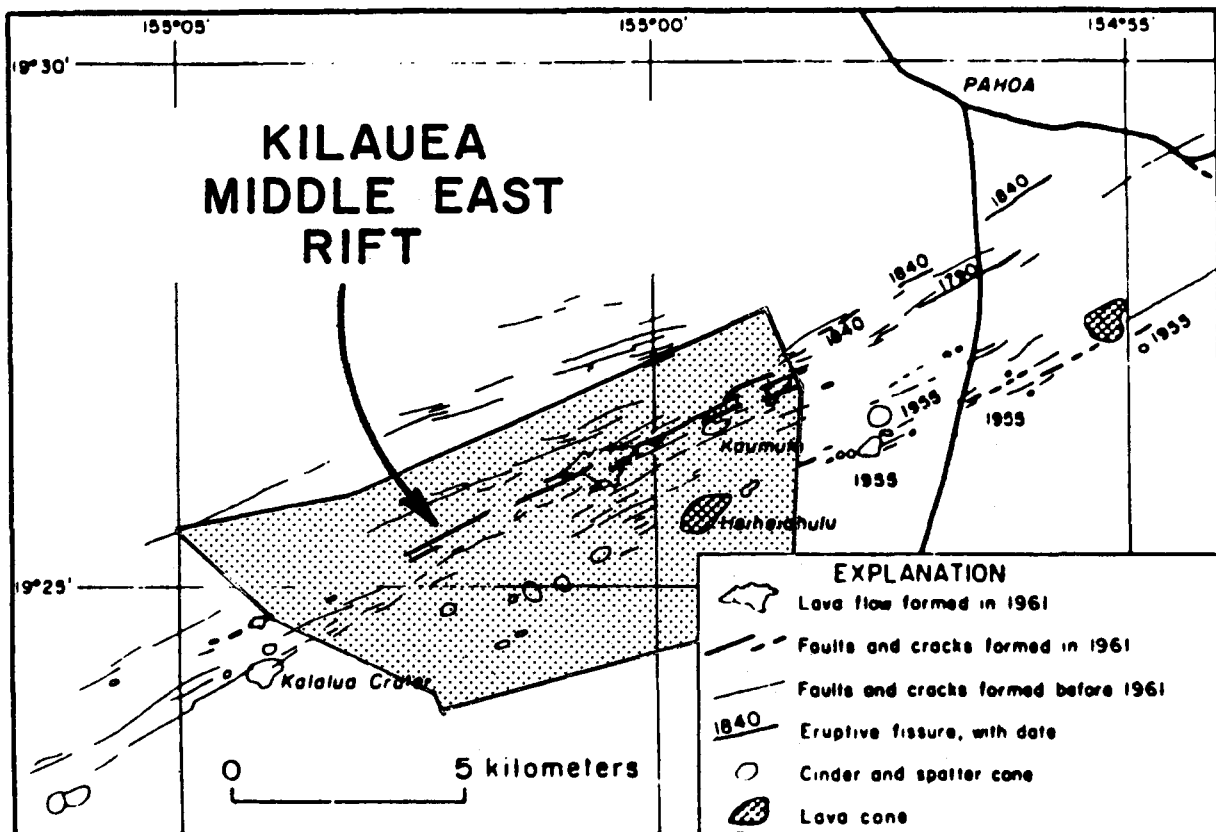 155°05'
155°00'
154°55'
19°30'
PAHOA
KILAUEA
MIDDLE EAST
RIFT
1840
1840
1790
1840
1955
1955
1955
1955
Kaumuki
Heiheiahulu
19°25'
Kalalua Crater
0 5 kilometers
EXPLANATION
Lava flow formed in 1961
Faults and cracks formed in 1961
Faults and cracks formed before 1961
1840 Eruptive fissure, with date
Cinder and spatter cone
Lava cone